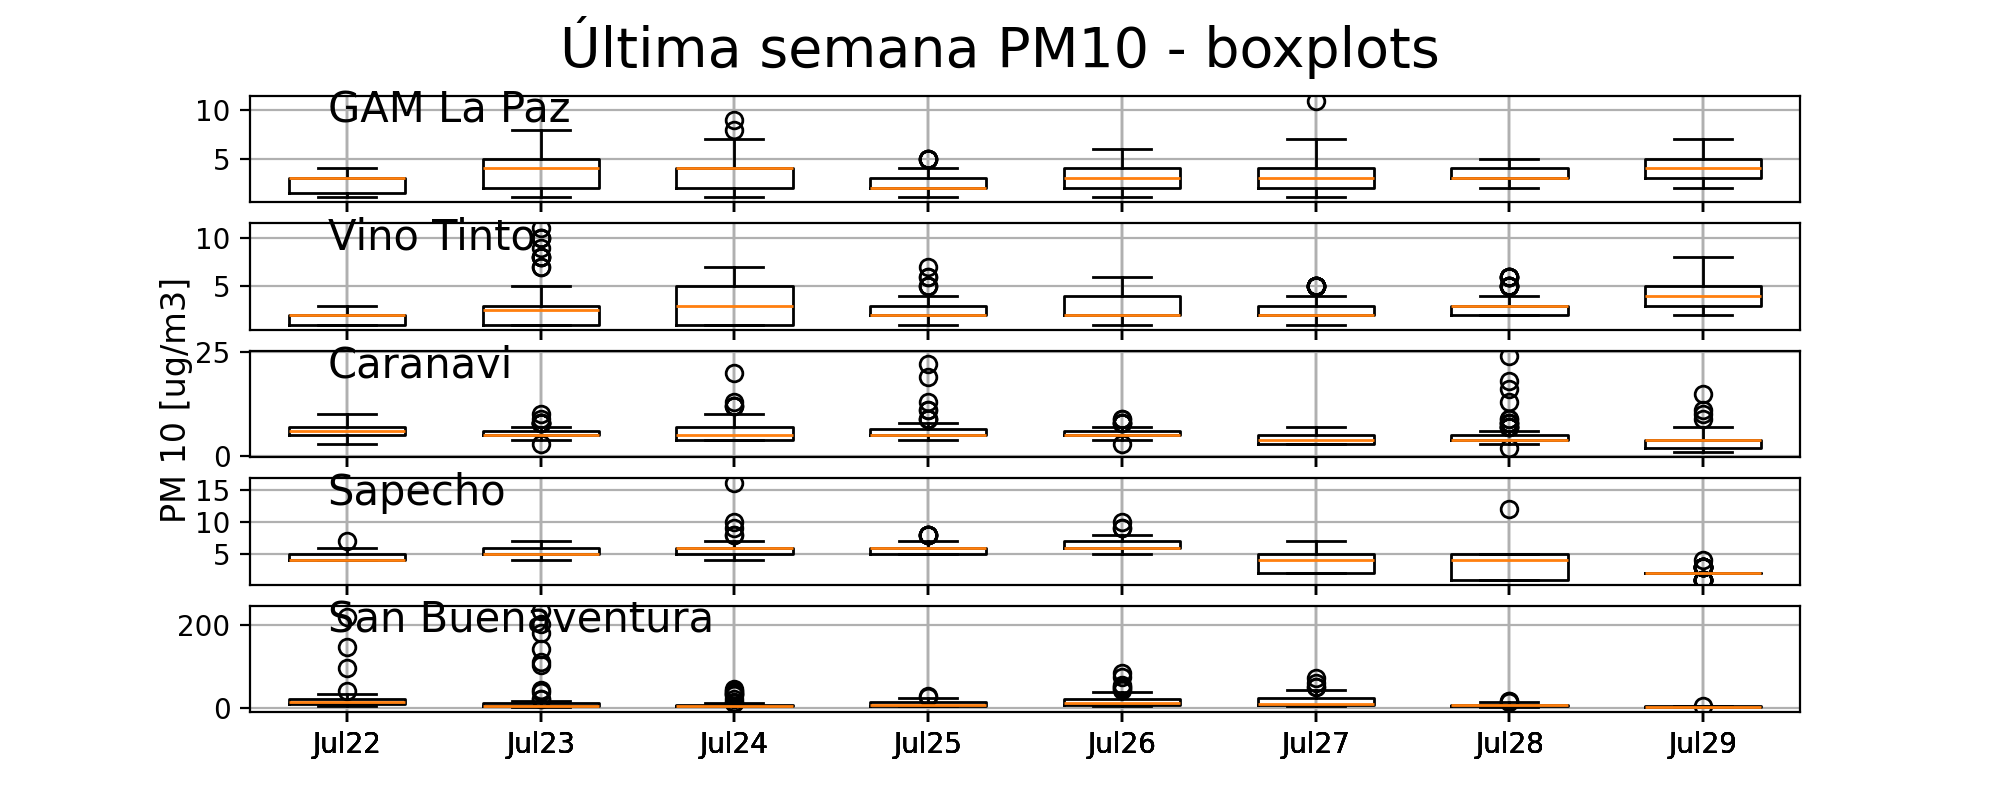 Última semana PM10 - boxplots
PM 10 [ug/m3]
GAM La Paz
10
5
Vino Tinto
10
5
Caranavi
25
0
Sapecho
15
10
5
San Buenaventura
200
0
Jul22 Jul23 Jul24 Jul25 Jul26 Jul27 Jul28 Jul29